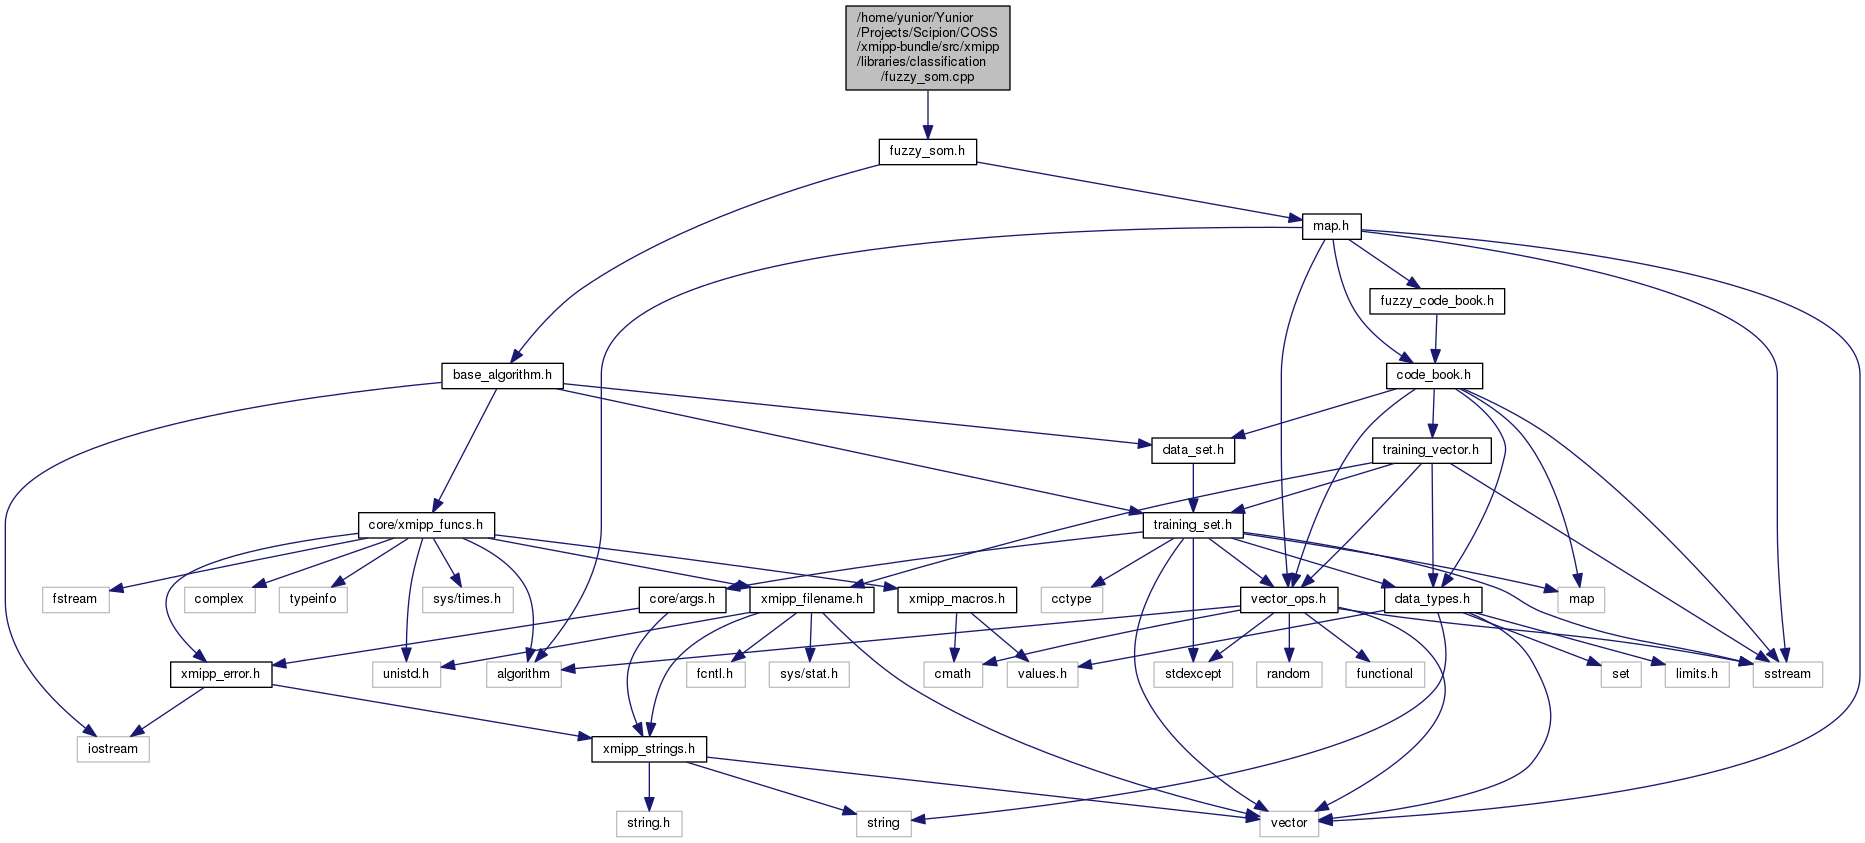 /home/yunior/Yunior
/Projects/Scipion/COSS
/xmipp-bundle/src/xmipp
/libraries/classification
/fuzzy_som.cpp
fuzzy_som.h
map.h
fuzzy_code_book.h
base_algorithm.h
code_book.h
data_set.h
training_vector.h
core/xmipp_funcs.h
training_set.h
fstream
complex
typeinfo
sys/times.h
core/args.h
xmipp_filename.h
xmipp_macros.h
cctype
vector_ops.h
data_types.h
map
xmipp_error.h
unistd.h
algorithm
fcntl.h
sys/stat.h
cmath
values.h
stdexcept
random
functional
set
limits.h
sstream
iostream
xmipp_strings.h
string.h
string
vector